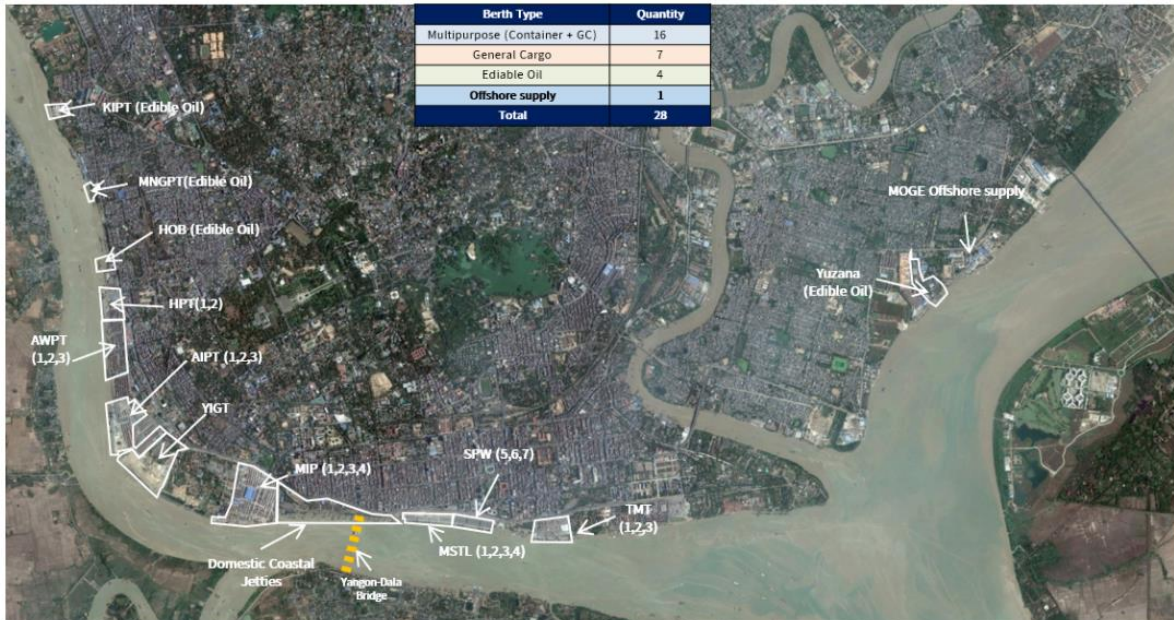 Berth Type Quantity
Multipurpose (Container + GC) 16
General Cargo 7
Ediable Oil 4
Offshore supply 1
Total 28
KIPT (Edible Oil)
MNGPT(Edible Oil)
HOB (Edible Oil)
HPT(1,2)
AWPT
(1,2,3)
AIPT (1,2,3)
YIGT
MIP (1,2,3,4)
SPW (5,6,7)
TMT
(1,2,3)
MSTL (1,2,3,4)
Domestic Coastal
Jetties
Yangon-Dala
Bridge
MOGE Offshore supply
Yuzana
(Edible Oil)